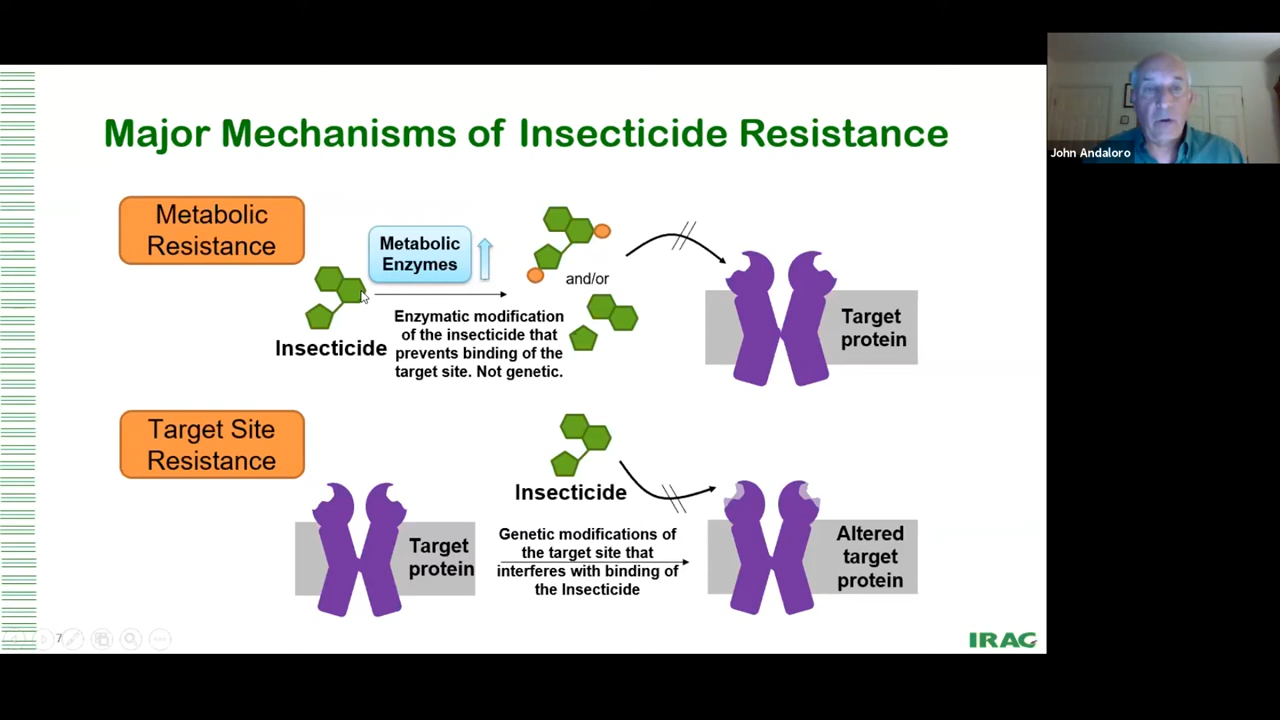 Major Mechanisms of Insecticide Resistance
John Andaloro
Metabolic
Resistance
Metabolic
Enzymes
and/or
Insecticide
Enzymatic modification
of the insecticide that
prevents binding of the
target site. Not genetic.
Target
protein
Target Site
Resistance
Insecticide
Target
protein
Genetic modifications of
the target site that
interferes with binding of
the Insecticide
Altered
target
protein
7
IRAC